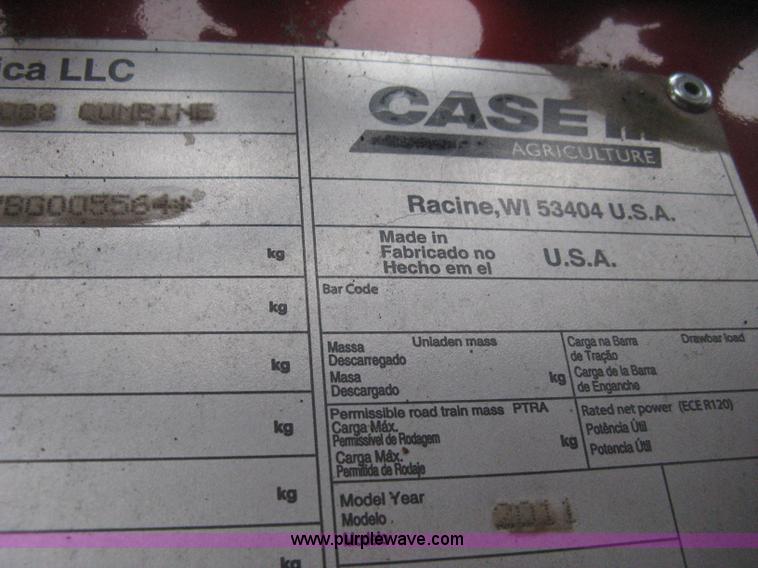 ica LLC
COMBINE
BG005564*
kg
kg
kg
kg
kg
kg
CASE IH
AGRICULTURE
Racine, WI 53404 U.S.A.
Made in
Fabricado no
Hecho em el
U.S.A.
Bar Code
Massa Unladen mass
Descarregado
Masa
Descargado
kg
Carga na Barra Drawbar load
de Tração
Carga de la Barra
de Enganche
Permissible road train mass PTRA
Carga Máx.
Permissível de Rodagem
Carga Máx.
Permitida de Rodaje
kg
Rated net power (ECE R120)
Potência Útil
Potencia Útil
Model Year
Modelo
2011
www.purplewave.com